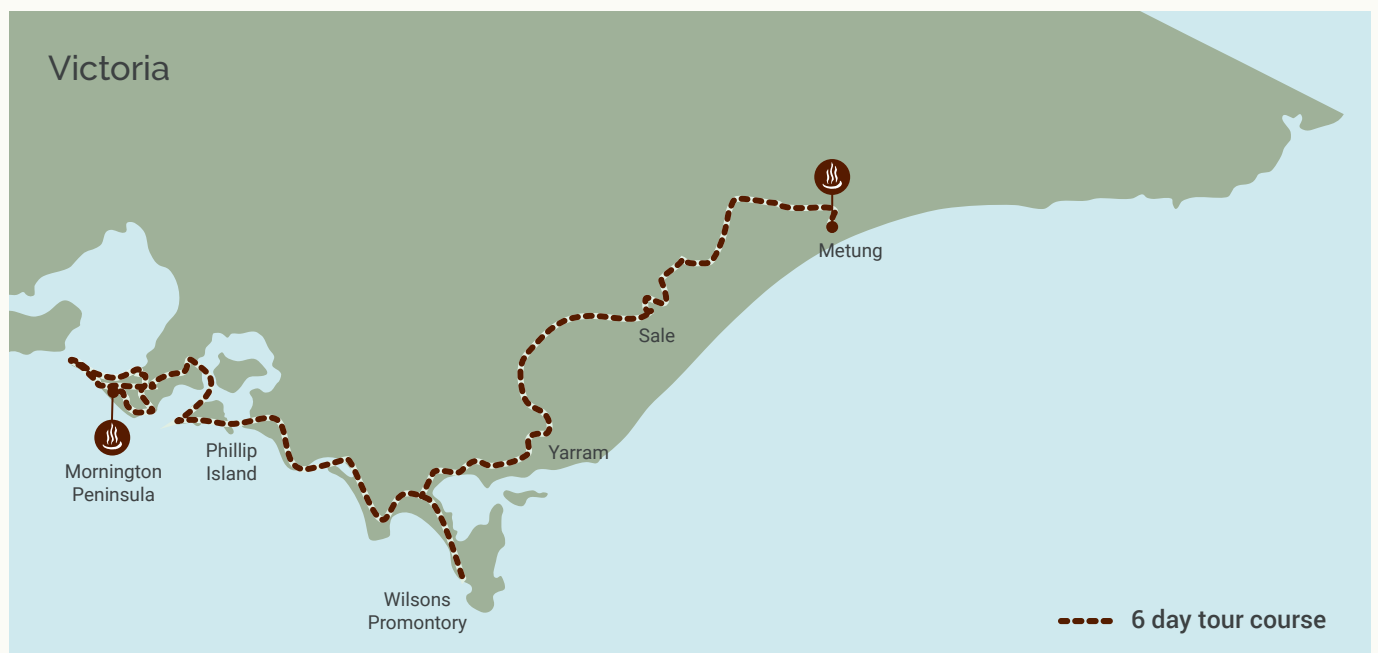 Victoria
Metung
Sale
Phillip
Island
Yarram
Mornington
Peninsula
Wilsons
Promontory
6 day tour course